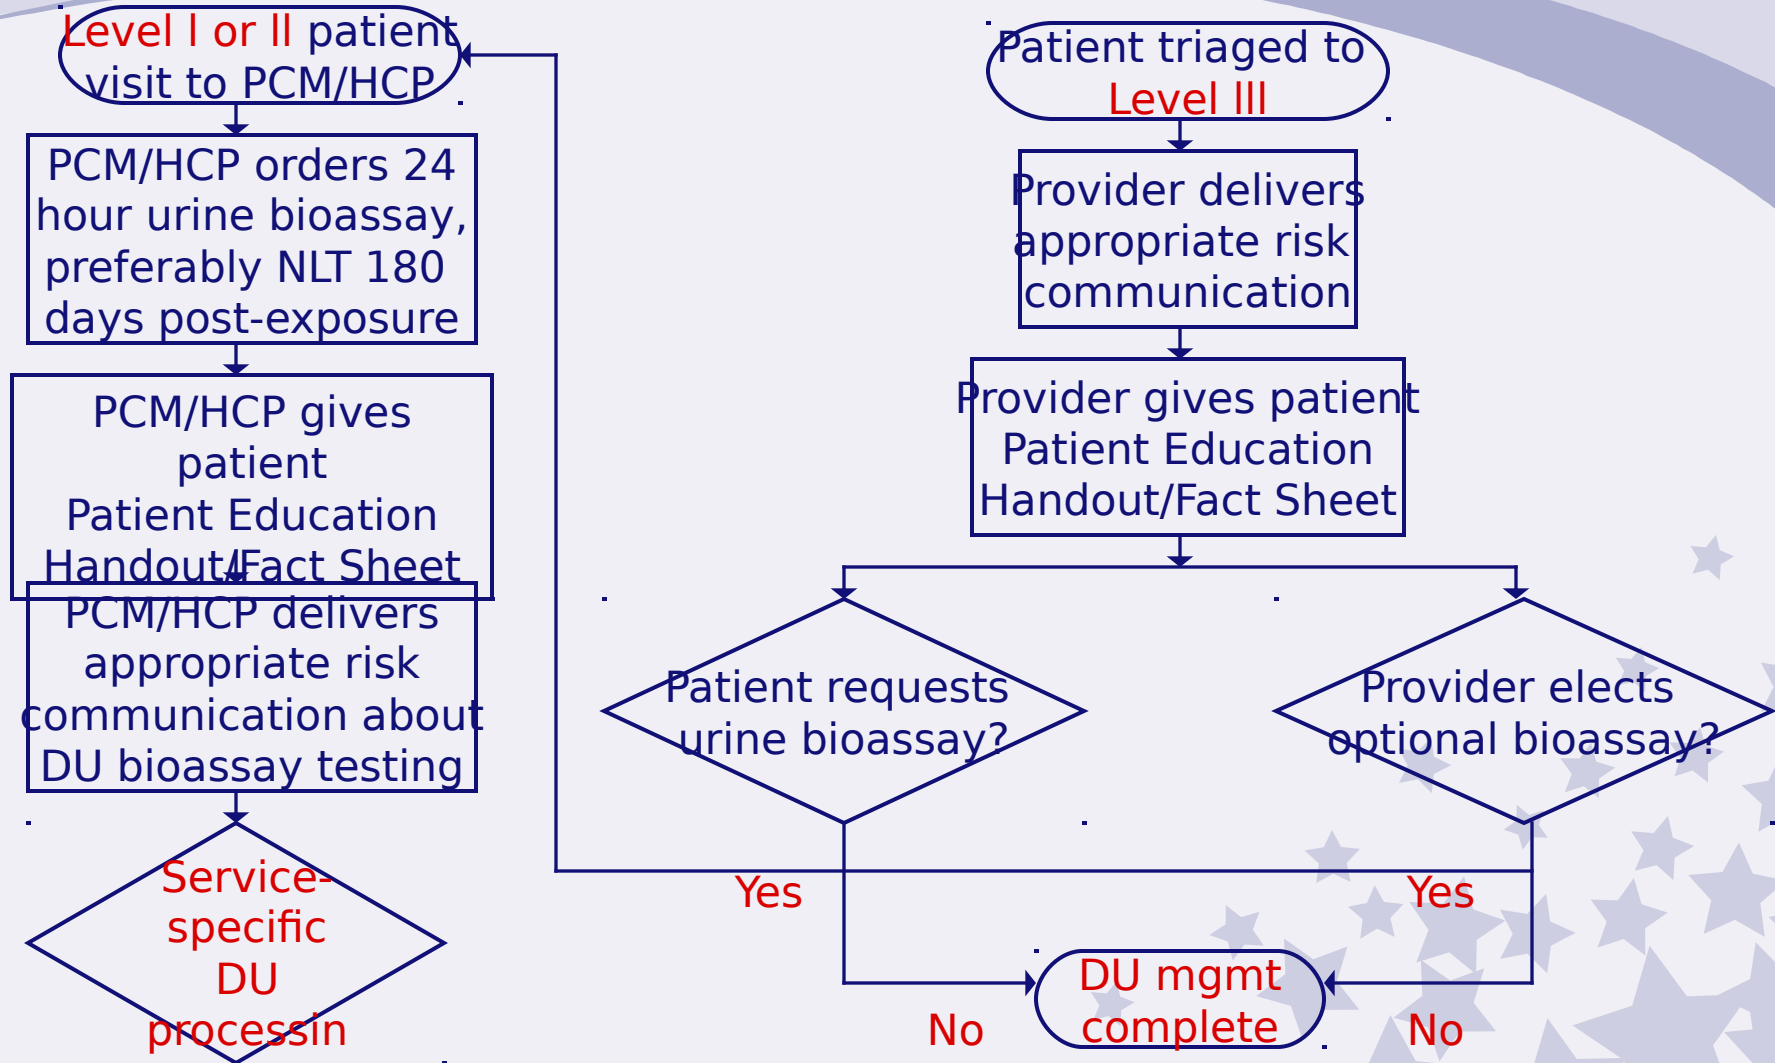 Level l or ll patient
visit to PCM/HCP
PCM/HCP orders 24
hour urine bioassay,
preferably NLT 180
days post-exposure
PCM/HCP gives
patient
Patient Education
Handout/Fact Sheet
PCM/HCP delivers
appropriate risk
communication about
DU bioassay testing
Service-
specific
DU
processin
Patient triaged to
Level lll
Provider delivers
appropriate risk
communication
Provider gives patient
Patient Education
Handout/Fact Sheet
Patient requests
urine bioassay?
Provider elects
optional bioassay?
Yes
Yes
DU mgmt
complete
No
No